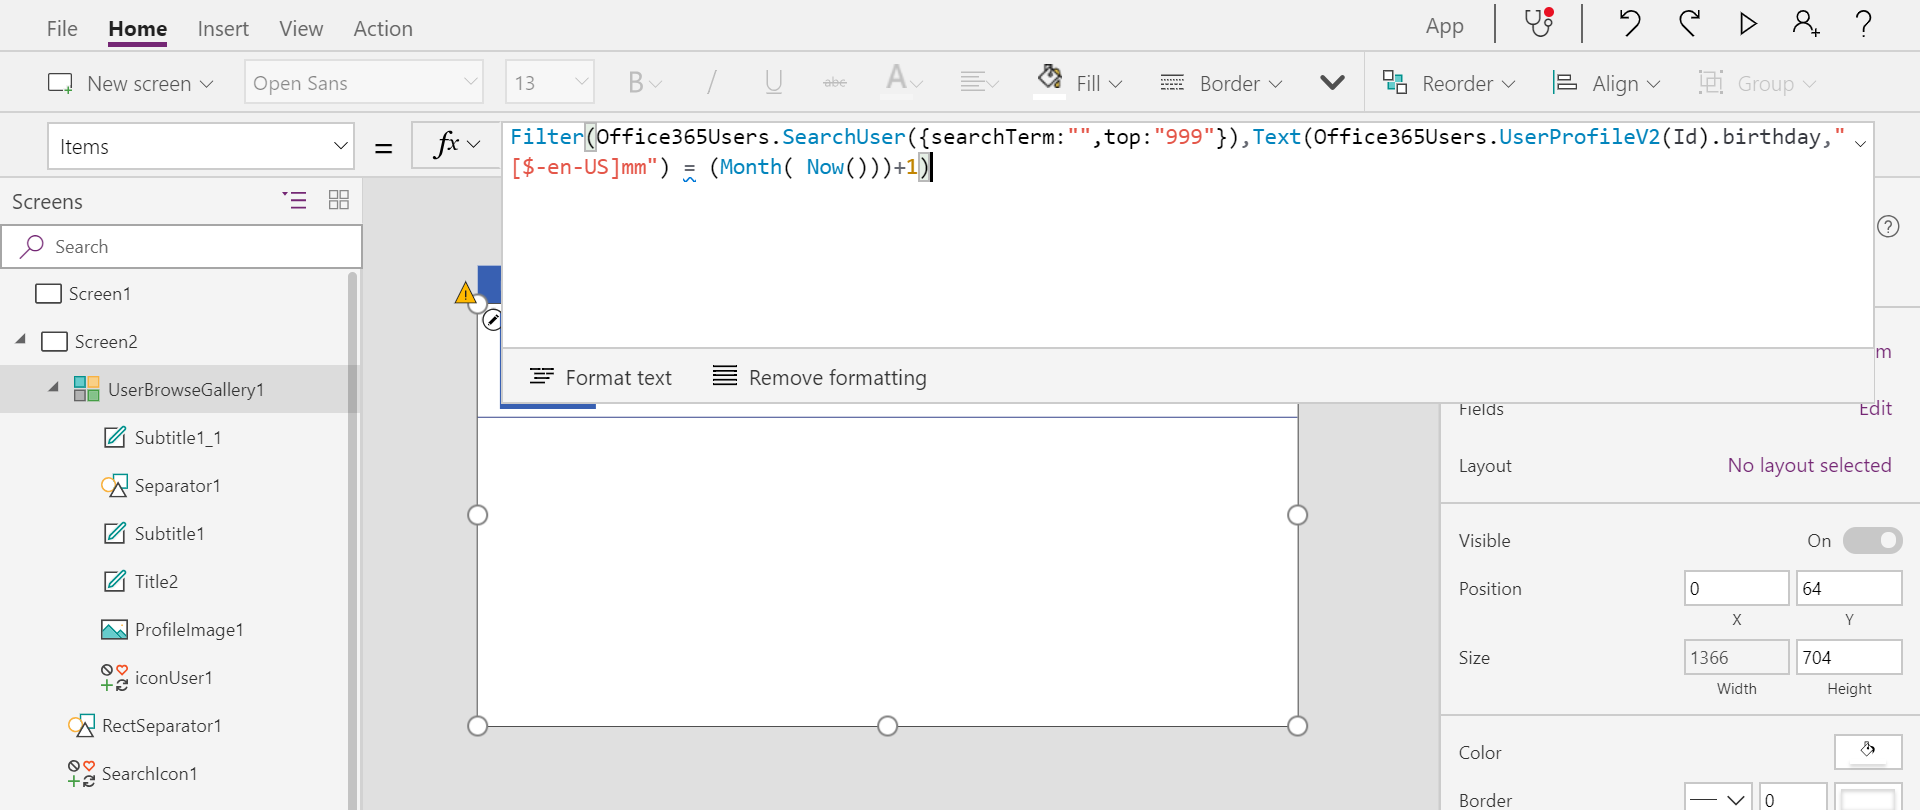 File Home Insert View Action App
New screen Open Sans 13 B / U abc A Fill Border Reorder Align Group
Items = fx Filter(Office365Users.SearchUser({searchTerm:"",top:"999"}),Text(Office365Users.UserProfileV2(Id).birthday,"
[$-en-US]mm") = (Month( Now()))+1)
Format text Remove formatting
Screens
Search
Screen1
Screen2
UserBrowseGallery1
Subtitle1_1
Separator1
Subtitle1
Title2
ProfileImage1
iconUser1
RectSeparator1
SearchIcon1
m
Fields Edit
Layout No layout selected
Visible On
Position 0 64
X Y
Size 1366 704
Width Height
Color
Border 0